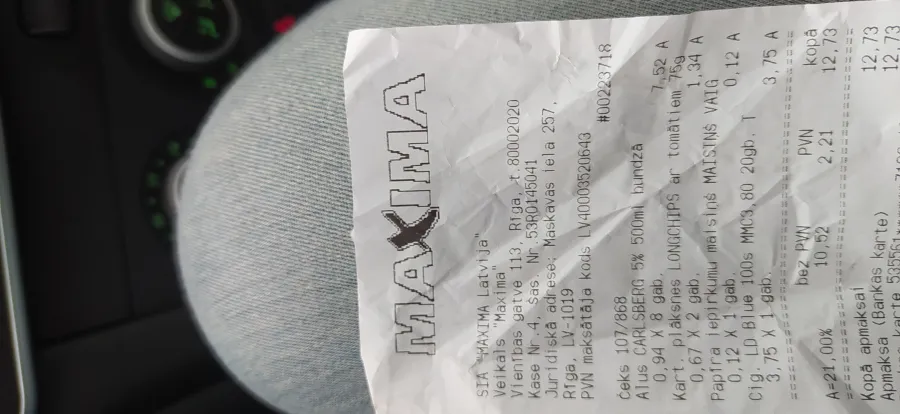 MAXIMA
SIA "MAXIMA Latvija"
Veikals "Maxima"
Vienības gatve 113, Rīga, t.80002020
Kase Nr.4, Šas. Nr.53R0145041
Juridiskā adrese: Maskavas iela 257,
Rīga, LV-1019
PVN maksātāja kods LV40003520643
#00223718
Čeks 107/868
Alus CARLSBERG 5% 500ml bundžā
0,94 X 8 gab. 7,52 A
Kart. plāksnes LONGCHIPS ar tomātiem 75g
0,67 X 2 gab. 1,34 A
Papīra iepirkumu maisiņš MAISIŅŠ VAIG
0,12 X 1 gab. 0,12 A
Cig. LD Blue 100s MMC3,80 20gb. T
3,75 X 1 gab. 3,75 A
bez PVN PVN kopā
A=21,00% 10,52 2,21 12,73
Kopā apmaksai 12,73
Apmaksa (Bankas karte) 12,73
karte